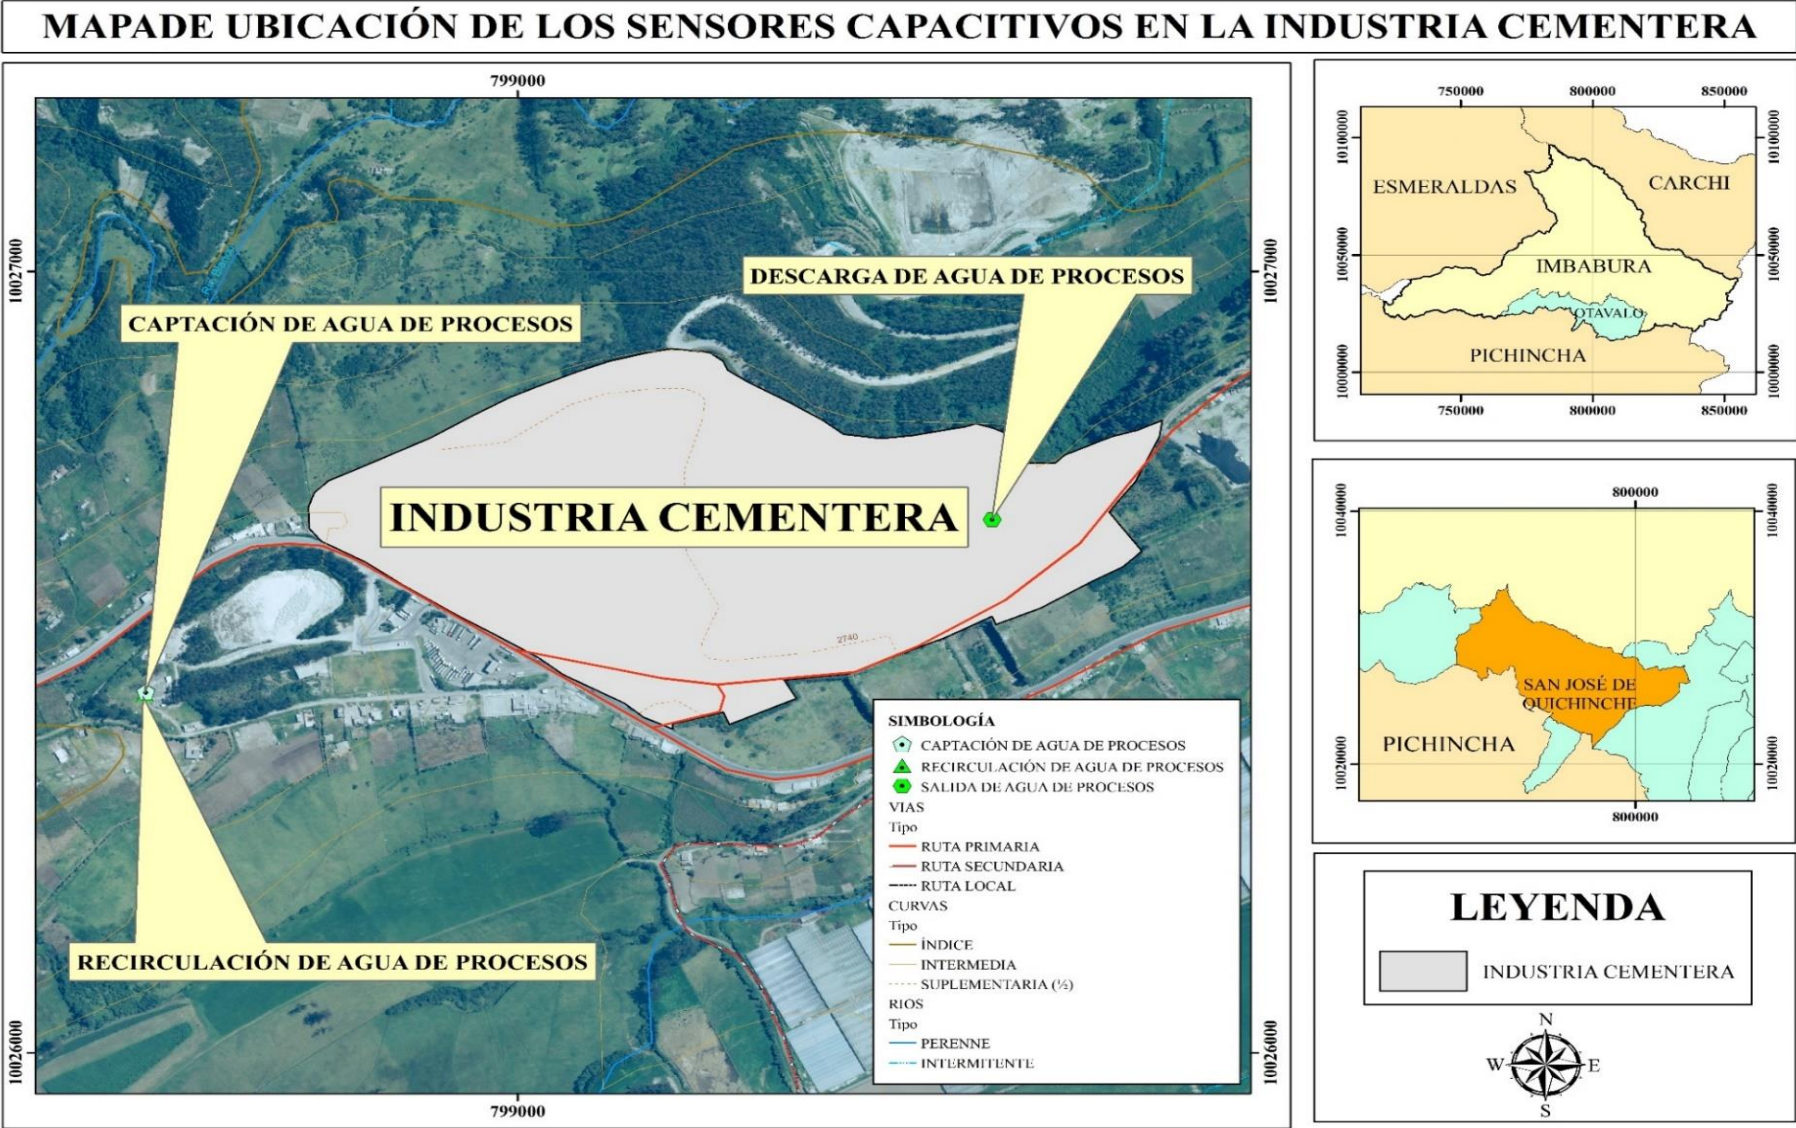 MAPADE UBICACIÓN DE LOS SENSORES CAPACITIVOS EN LA INDUSTRIA CEMENTERA
799000
10027000
10027000
DESCARGA DE AGUA DE PROCESOS
CAPTACIÓN DE AGUA DE PROCESOS
INDUSTRIA CEMENTERA
2740
RECIRCULACIÓN DE AGUA DE PROCESOS
10026000
10026000
799000
SIMBOLOGÍA
CAPTACIÓN DE AGUA DE PROCESOS
RECIRCULACIÓN DE AGUA DE PROCESOS
SALIDA DE AGUA DE PROCESOS
VIAS
Tipo
RUTA PRIMARIA
RUTA SECUNDARIA
RUTA LOCAL
CURVAS
Tipo
ÍNDICE
INTERMEDIA
SUPLEMENTARIA (½)
RIOS
Tipo
PERENNE
INTERMITENTE
750000 800000 850000
10100000
10100000
ESMERALDAS
CARCHI
10050000
10050000
IMBABURA
OTAVALO
PICHINCHA
10000000
10000000
750000 800000 850000
800000
10040000
10040000
SAN JOSÉ DE
QUICHINCHE
PICHINCHA
10020000
10020000
800000
LEYENDA
INDUSTRIA CEMENTERA
N
W
E
S